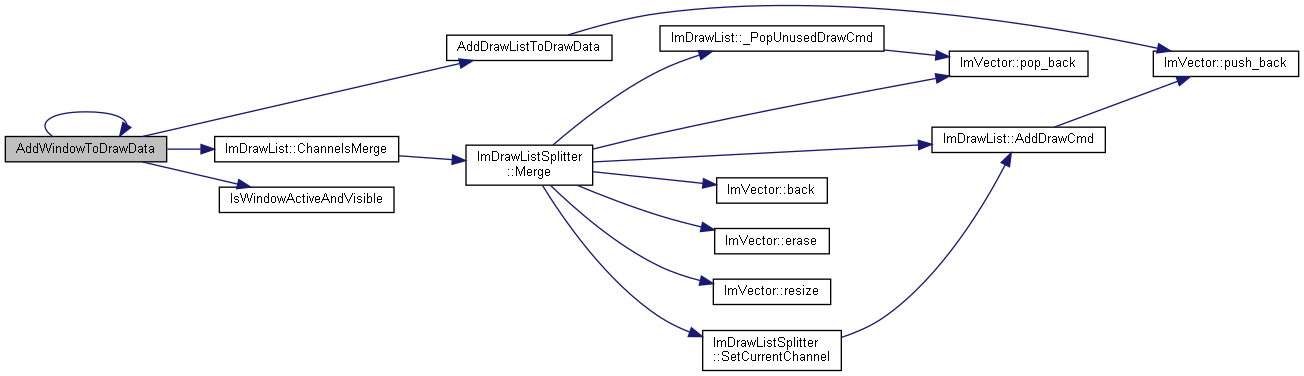 AddWindowToDrawData
AddDrawListToDrawData
ImDrawList::ChannelsMerge
IsWindowActiveAndVisible
ImDrawListSplitter
::Merge
ImDrawList::_PopUnusedDrawCmd
ImVector::pop_back
ImVector::push_back
ImDrawList::AddDrawCmd
ImVector::back
ImVector::erase
ImVector::resize
ImDrawListSplitter
::SetCurrentChannel